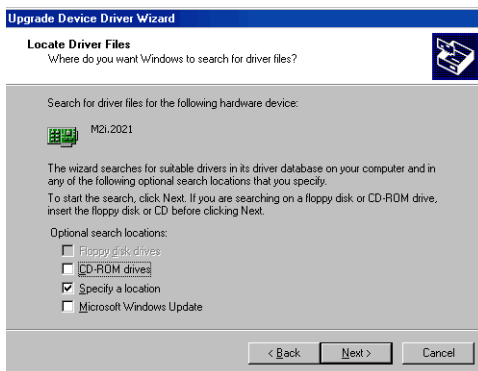 Upgrade Device Driver Wizard
Locate Driver Files
Where do you want Windows to search for driver files?
Search for driver files for the following hardware device:
M2i.2021
The wizard searches for suitable drivers in its driver database on your computer and in
any of the following optional search locations that you specify.
To start the search, click Next. If you are searching on a floppy disk or CD-ROM drive,
insert the floppy disk or CD before clicking Next.
Optional search locations:
Floppy disk drives
CD-ROM drives
Specify a location
Microsoft Windows Update
< Back Next > Cancel